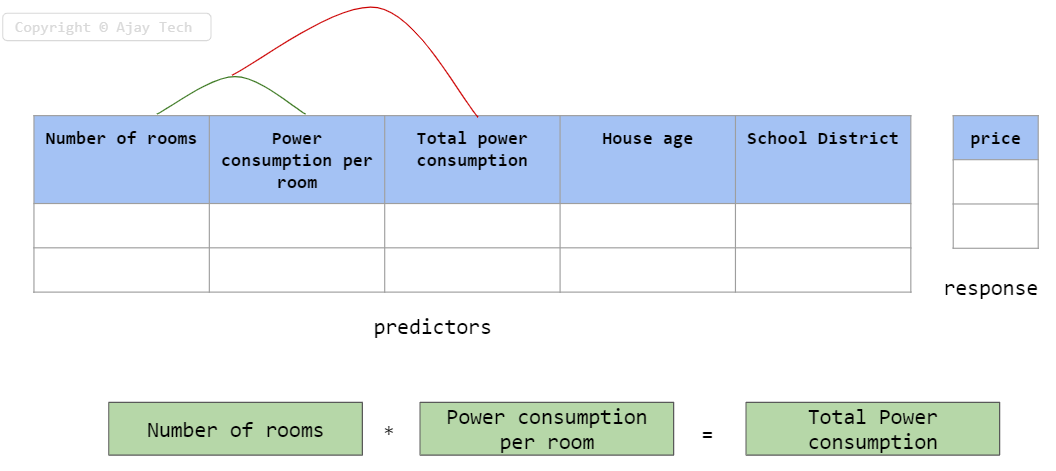 Copyright © Ajay Tech
Number of rooms
Power
consumption per
room
Total power
consumption
House age
School District
price
response
predictors
Number of rooms
*
Power consumption
per room
=
Total Power
consumption